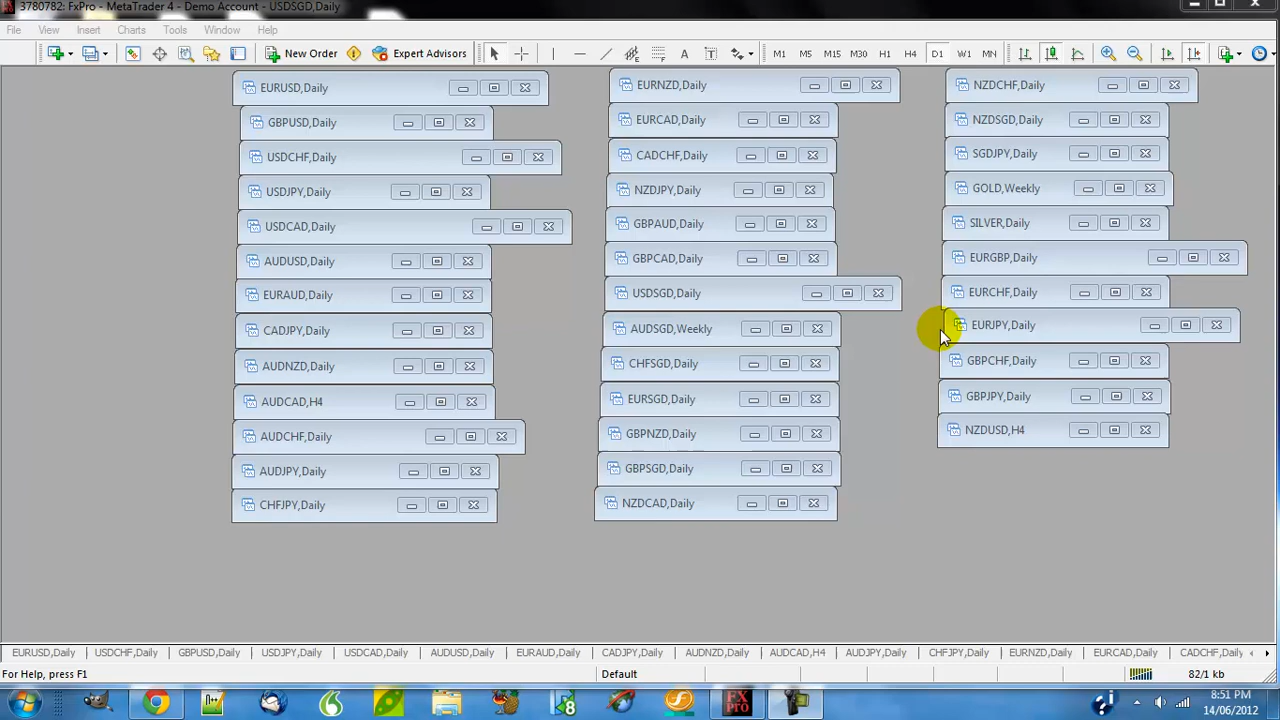 3780782: FxPro - MetaTrader 4 - Demo Account - USDSGD,Daily
File View Insert Charts Tools Window Help
New Order Expert Advisors A T M1 M5 M15 M30 H1 H4 D1 W1 MN
EURUSD,Daily
GBPUSD,Daily
USDCHF,Daily
USDJPY,Daily
USDCAD,Daily
AUDUSD,Daily
EURAUD,Daily
CADJPY,Daily
AUDNZD,Daily
AUDCAD,H4
AUDCHF,Daily
AUDJPY,Daily
CHFJPY,Daily
EURNZD,Daily
EURCAD,Daily
CADCHF,Daily
NZDJPY,Daily
GBPAUD,Daily
GBPCAD,Daily
USDSGD,Daily
AUDSGD,Weekly
CHFSGD,Daily
EURSGD,Daily
GBPNZD,Daily
GBPSGD,Daily
NZDCAD,Daily
NZDCHF,Daily
NZDSGD,Daily
SGDJPY,Daily
GOLD,Weekly
SILVER,Daily
EURGBP,Daily
EURCHF,Daily
EURJPY,Daily
GBPCHF,Daily
GBPJPY,Daily
NZDUSD,H4
EURUSD,Daily USDCHF,Daily GBPUSD,Daily USDJPY,Daily USDCAD,Daily AUDUSD,Daily EURAUD,Daily CADJPY,Daily AUDNZD,Daily AUDCAD,H4 AUDJPY,Daily CHFJPY,Daily EURNZD,Daily EURCAD,Daily CADCHF,Daily
For Help, press F1 Default 82/1 kb
FX PRO 8:51 PM
14/06/2012